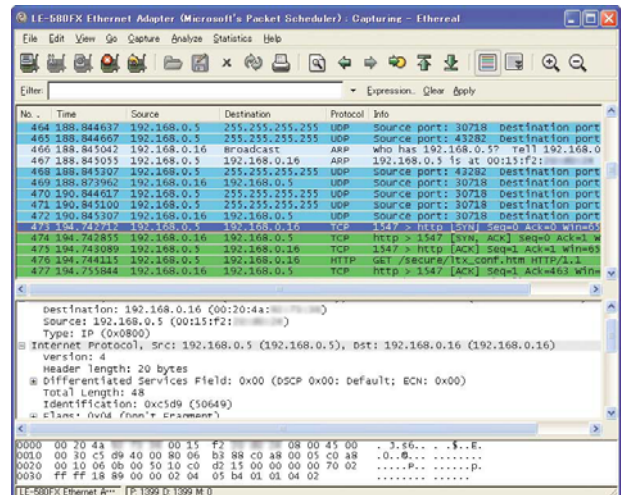 LE-580FX Ethernet Adapter (Microsoft's Packet Scheduler) : Capturing - Ethereal
File Edit View Go Capture Analyze Statistics Help
Filter: Expression... Clear Apply
No. . Time Source Destination Protocol Info
464 188.844637 192.168.0.5 255.255.255.255 UDP Source port: 30718 Destination port
465 188.844667 192.168.0.5 255.255.255.255 UDP Source port: 43282 Destination port
466 188.845042 192.168.0.16 Broadcast ARP who has 192.168.0.5? Tell 192.168.0
467 188.845055 192.168.0.5 192.168.0.16 ARP 192.168.0.5 is at 00:15:f2:
468 188.845307 192.168.0.5 255.255.255.255 UDP Source port: 43282 Destination port
469 188.873962 192.168.0.16 192.168.0.5 UDP Source port: 30718 Destination port
470 190.844617 192.168.0.5 192.168.0.16 UDP Source port: 30718 Destination port
471 190.845100 192.168.0.5 192.168.0.16 UDP Source port: 30718 Destination port
472 190.845307 192.168.0.16 192.168.0.5 UDP Source port: 30718 Destination port
473 194.742712 192.168.0.5 192.168.0.16 TCP 1547 > http [SYN] Seq=0 Ack=0 Win=65
474 194.742855 192.168.0.16 192.168.0.5 TCP http > 1547 [SYN, ACK] Seq=0 Ack=1 W
475 194.743089 192.168.0.5 192.168.0.16 TCP 1547 > http [ACK] Seq=1 Ack=1 Win=65
476 194.744115 192.168.0.5 192.168.0.16 HTTP GET /secure/ltx_conf.htm HTTP/1.1
477 194.755844 192.168.0.16 192.168.0.5 TCP http > 1547 [ACK] Seq=1 Ack=463 Win=
Destination: 192.168.0.16 (00:20:4a: )
Source: 192.168.0.5 (00:15:f2: )
Type: IP (0x0800)
Internet Protocol, Src: 192.168.0.5 (192.168.0.5), Dst: 192.168.0.16 (192.168.0.16)
Version: 4
Header length: 20 bytes
Differentiated Services Field: 0x00 (DSCP 0x00: Default; ECN: 0x00)
Total Length: 48
Identification: 0xc5d9 (50649)
Flags: 0x04 (Don't Fragment)
0000 00 20 4a 00 15 f2 08 00 45 00 . J.s6.. . .$..E.
0010 00 30 c5 d9 40 00 80 06 b3 88 c0 a8 00 05 c0 a8 .0..@... ........
0020 00 10 06 0b 00 50 10 c0 d2 15 00 00 00 00 70 02 .....P.. ......p.
0030 ff ff 18 89 00 00 02 04 05 b4 01 01 04 02 ........ ......
LE-580FX Ethernet A··· P: 1399 D: 1399 M: 0